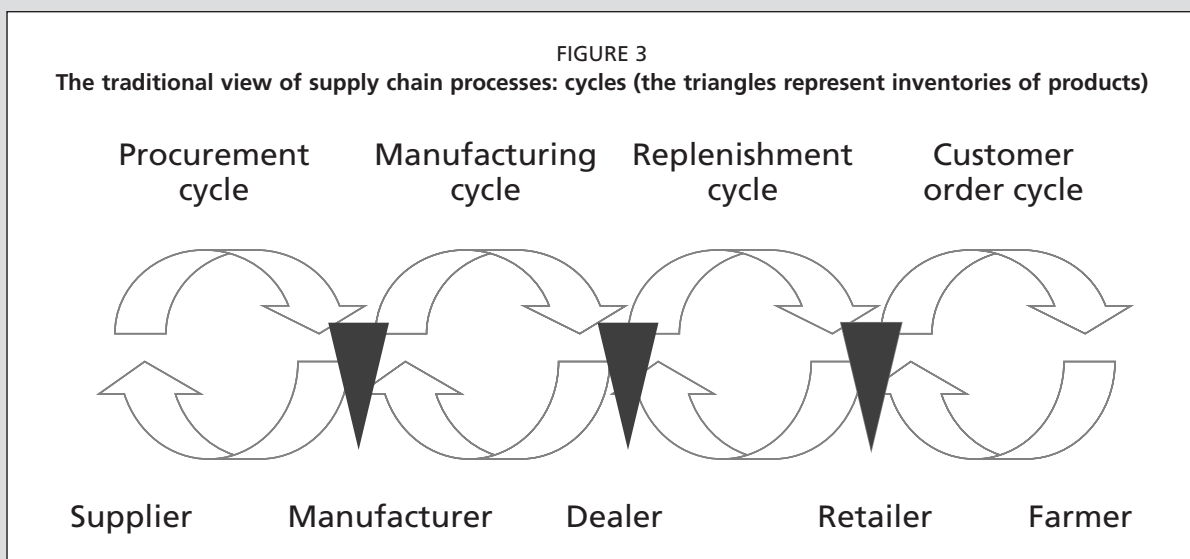 FIGURE 3
The traditional view of supply chain processes: cycles (the triangles represent inventories of products)
Procurement cycle
Manufacturing cycle
Replenishment cycle
Customer order cycle
Supplier
Manufacturer
Dealer
Retailer
Farmer